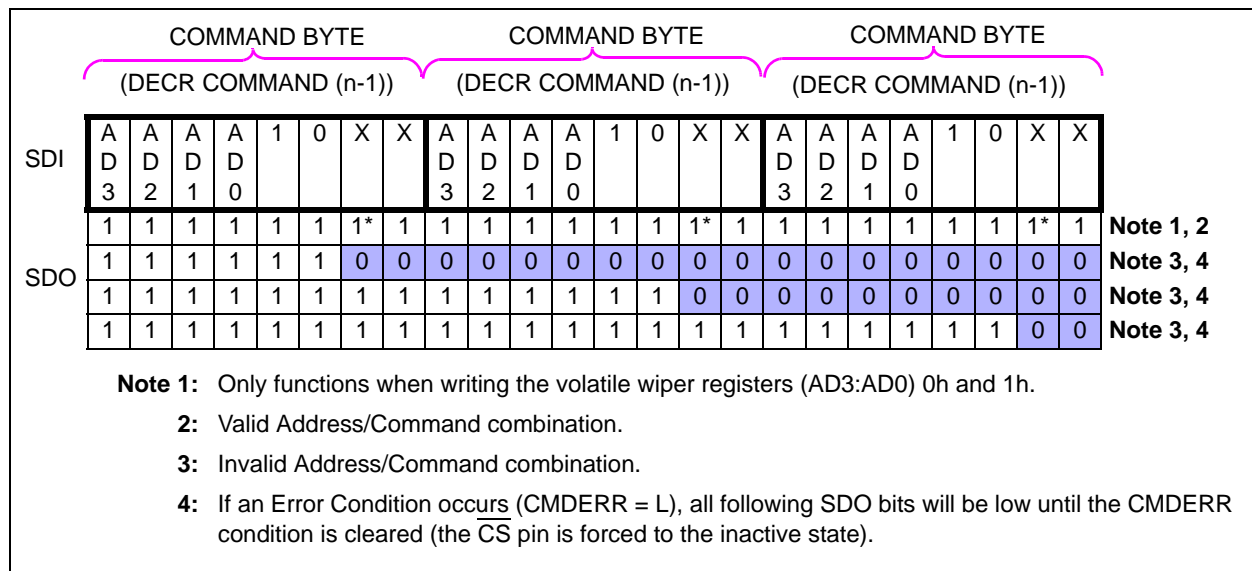 COMMAND BYTE COMMAND BYTE COMMAND BYTE
(DECR COMMAND (n-1)) (DECR COMMAND (n-1)) (DECR COMMAND (n-1))
SDI A A A A 1 0 X X A A A A 1 0 X X A A A A 1 0 X X
D D D D D D D D D D D D
3 2 1 0 3 2 1 0 3 2 1 0
SDO
1 1 1 1 1 1 1* 1 1 1 1 1 1 1 1* 1 1 1 1 1 1 1 1* 1 Note 1, 2
1 1 1 1 1 1 0 0 0 0 0 0 0 0 0 0 0 0 0 0 0 0 0 0 Note 3, 4
1 1 1 1 1 1 1 1 1 1 1 1 1 1 0 0 0 0 0 0 0 0 0 0 Note 3, 4
1 1 1 1 1 1 1 1 1 1 1 1 1 1 1 1 1 1 1 1 1 1 0 0 Note 3, 4
Note 1: Only functions when writing the volatile wiper registers (AD3:AD0) 0h and 1h.
2: Valid Address/Command combination.
3: Invalid Address/Command combination.
4: If an Error Condition occurs (CMDERR = L), all following SDO bits will be low until the CMDERR
condition is cleared (the CS pin is forced to the inactive state).